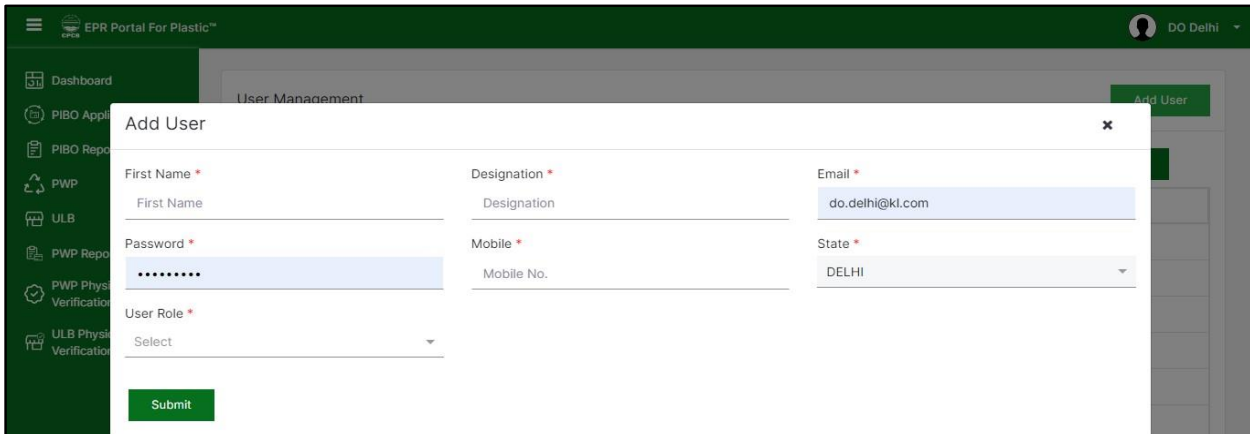 EPR Portal For Plastic™
CPCB
DO Delhi
Dashboard
User Management
Add User
PIBO Appli
Add User
PIBO Repo
PWP
ULB
PWP Repo
PWP Physi
Verification
ULB Physi
Verification
First Name *
Designation *
Email *
First Name
Designation
do.delhi@kl.com
Password *
Mobile *
State *
•••••••••
Mobile No.
DELHI
User Role *
Select
Submit